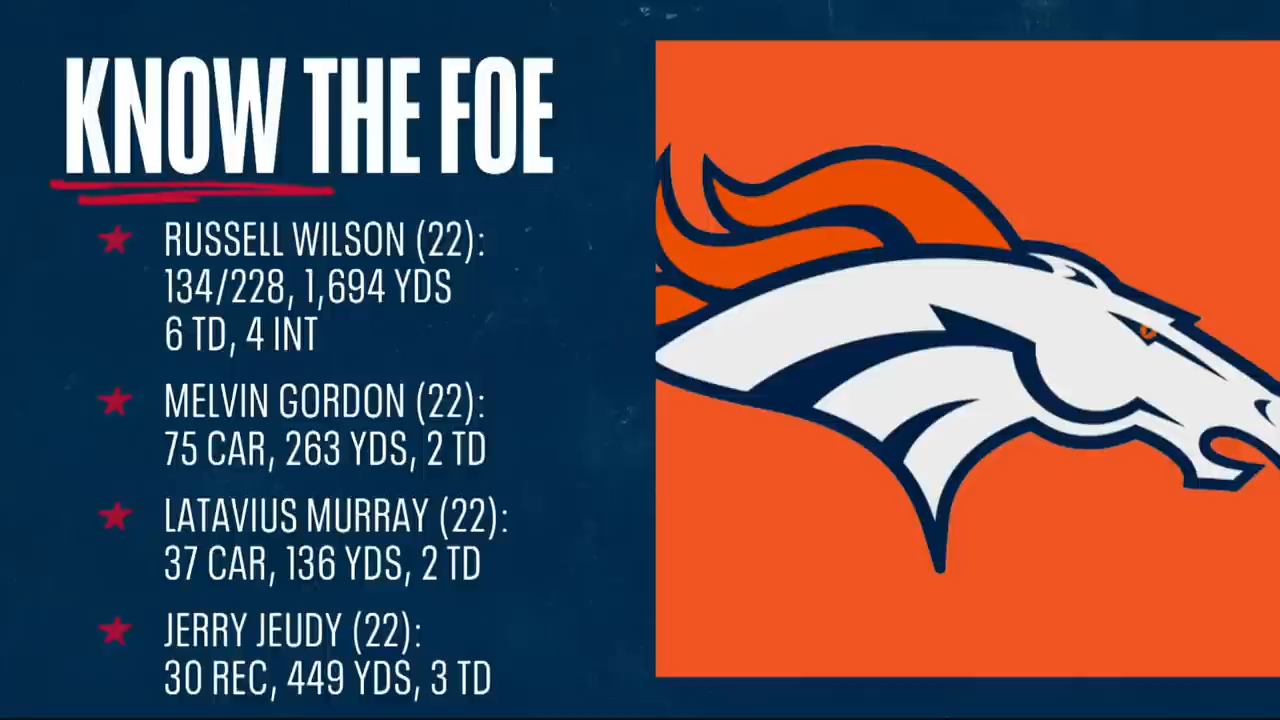 KNOW THE FOE
RUSSELL WILSON (22):
134/228, 1,694 YDS
6 TD, 4 INT
MELVIN GORDON (22):
75 CAR, 263 YDS, 2 TD
LATAVIUS MURRAY (22):
37 CAR, 136 YDS, 2 TD
JERRY JEUDY (22):
30 REC, 449 YDS, 3 TD